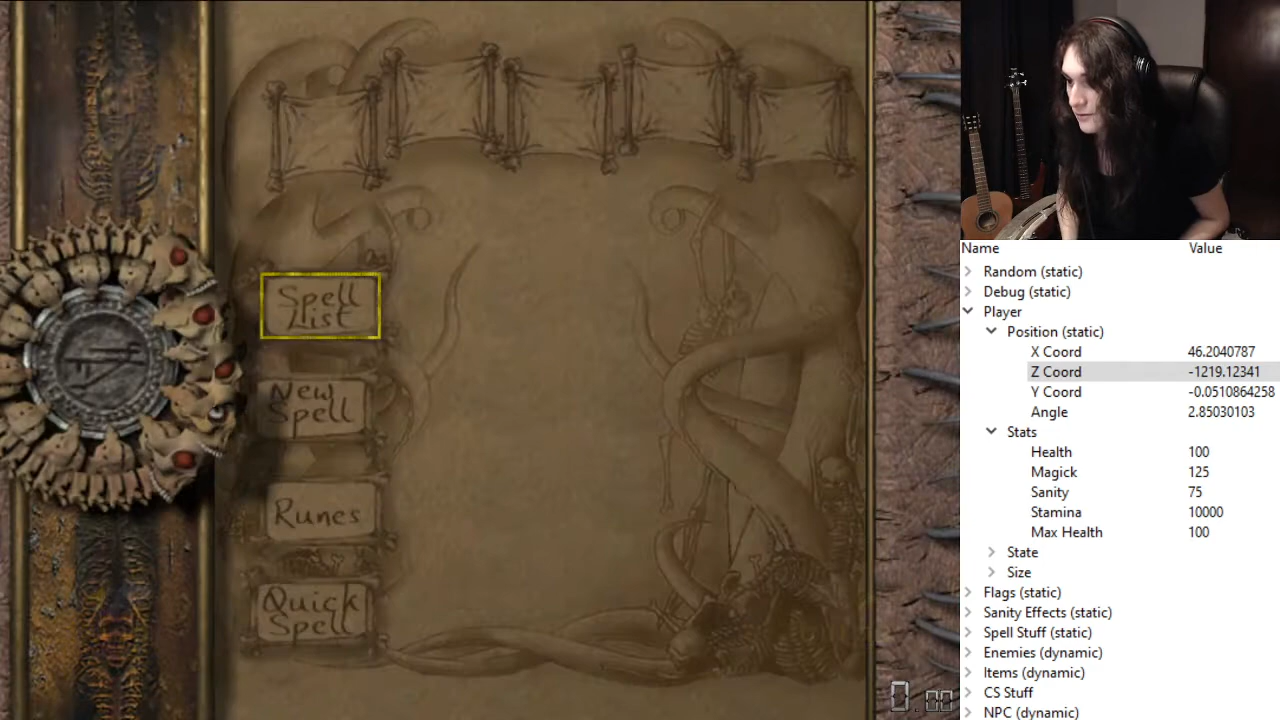 Spell
List
New
Spell
Runes
Quick
Spell
0.00
Name Value
Random (static)
Debug (static)
Player
Position (static)
X Coord 46.2040787
Z Coord -1219.12341
Y Coord -0.0510864258
Angle 2.85030103
Stats
Health 100
Magick 125
Sanity 75
Stamina 10000
Max Health 100
State
Size
Flags (static)
Sanity Effects (static)
Spell Stuff (static)
Enemies (dynamic)
Items (dynamic)
CS Stuff
NPC (dynamic)